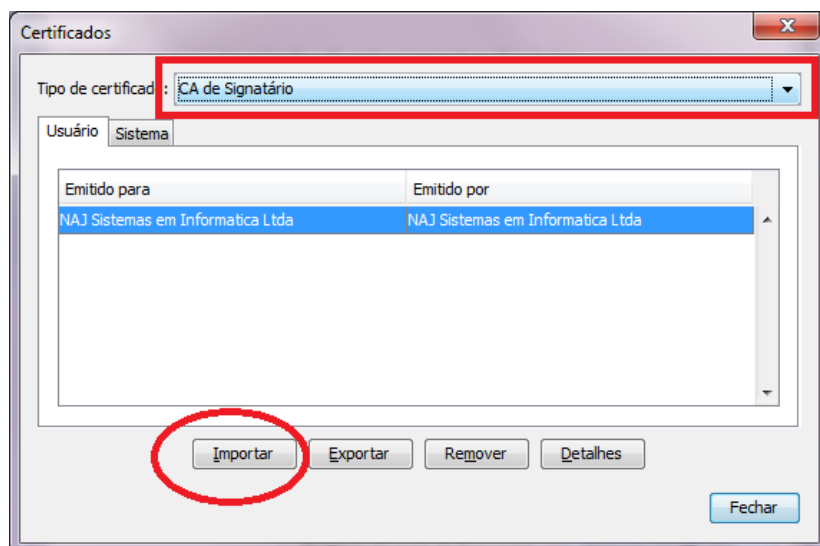 Certificados
Tipo de certificado: CA de Signatário
Usuário Sistema
Emitido para Emitido por
NAJ Sistemas em Informatica Ltda NAJ Sistemas em Informatica Ltda
Importar Exportar Remover Detalhes
Fechar